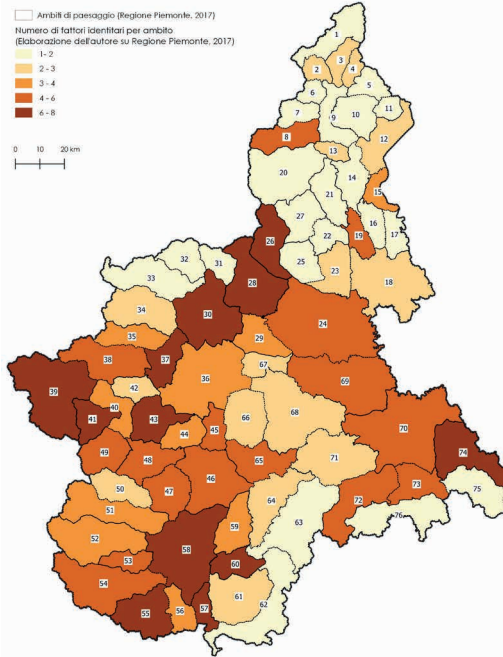 Ambiti di paesaggio (Regione Piemonte, 2017)
Numero di fattori identitari per ambito
(Elaborazione dell'autore su Regione Piemonte, 2017)
1 - 2
2 - 3
3 - 4
4 - 6
6 - 8
0 10 20 km
1
2 3 4
5
6
7 9 10 11
8 12
13
20 14 15
21
27 16 17
26 22 19
32 31
33 25 23 18
28
30
34 24
35 29
37
38 67 69
36
39 42
40 66 68
41 43 45 70
44
49 48 65 71 74
50 47 46 73
72 75
51 64 63 76
59
52 58
53 60
54
61
55 56 57 62